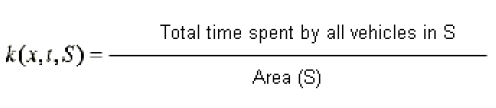 k(x,t,S) = Total time spent by all vehicles in S
Area (S)